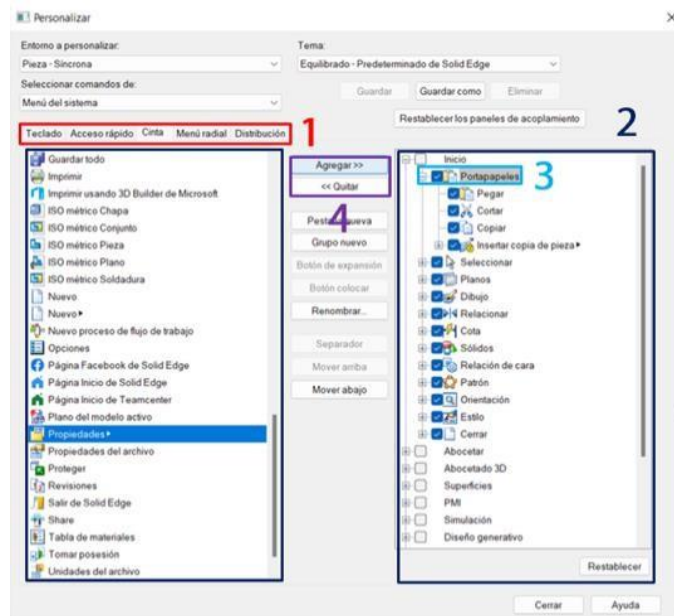 Personalizar
Entorno a personalizar:
Pieza - Síncrona
Seleccionar comandos de:
Menú del sistema
Tema:
Equilibrado - Predeterminado de Solid Edge
Guardar Guardar como Eliminar
Restablecer los paneles de acoplamiento
Teclado Acceso rápido Cinta Menú radial Distribución
1
2
Guardar todo
Imprimir
Imprimir usando 3D Builder de Microsoft
ISO métrico Chapa
ISO métrico Conjunto
ISO métrico Pieza
ISO métrico Plano
ISO métrico Soldadura
Nuevo
Nuevo
Nuevo proceso de flujo de trabajo
Opciones
Página Facebook de Solid Edge
Página Inicio de Solid Edge
Página Inicio de Teamcenter
Plano del modelo activo
Propiedades
Propiedades del archivo
Proteger
Revisiones
Salir de Solid Edge
Share
Tabla de materiales
Tomar posesión
Unidades del archivo
Agregar >>
<< Quitar
4
Pestaña nueva
Grupo nuevo
Botón de expansión
Botón colocar
Renombrar...
Separador
Mover arriba
Mover abajo
Inicio
Portapapeles
3
Pegar
Cortar
Copiar
Insertar copia de pieza
Seleccionar
Planos
Dibujo
Relacionar
Cota
Sólidos
Relación de cara
Patrón
Orientación
Estilo
Cerrar
Abocetar
Abocetado 3D
Superficies
PMI
Simulación
Diseño generativo
Restablecer
Cerrar Ayuda